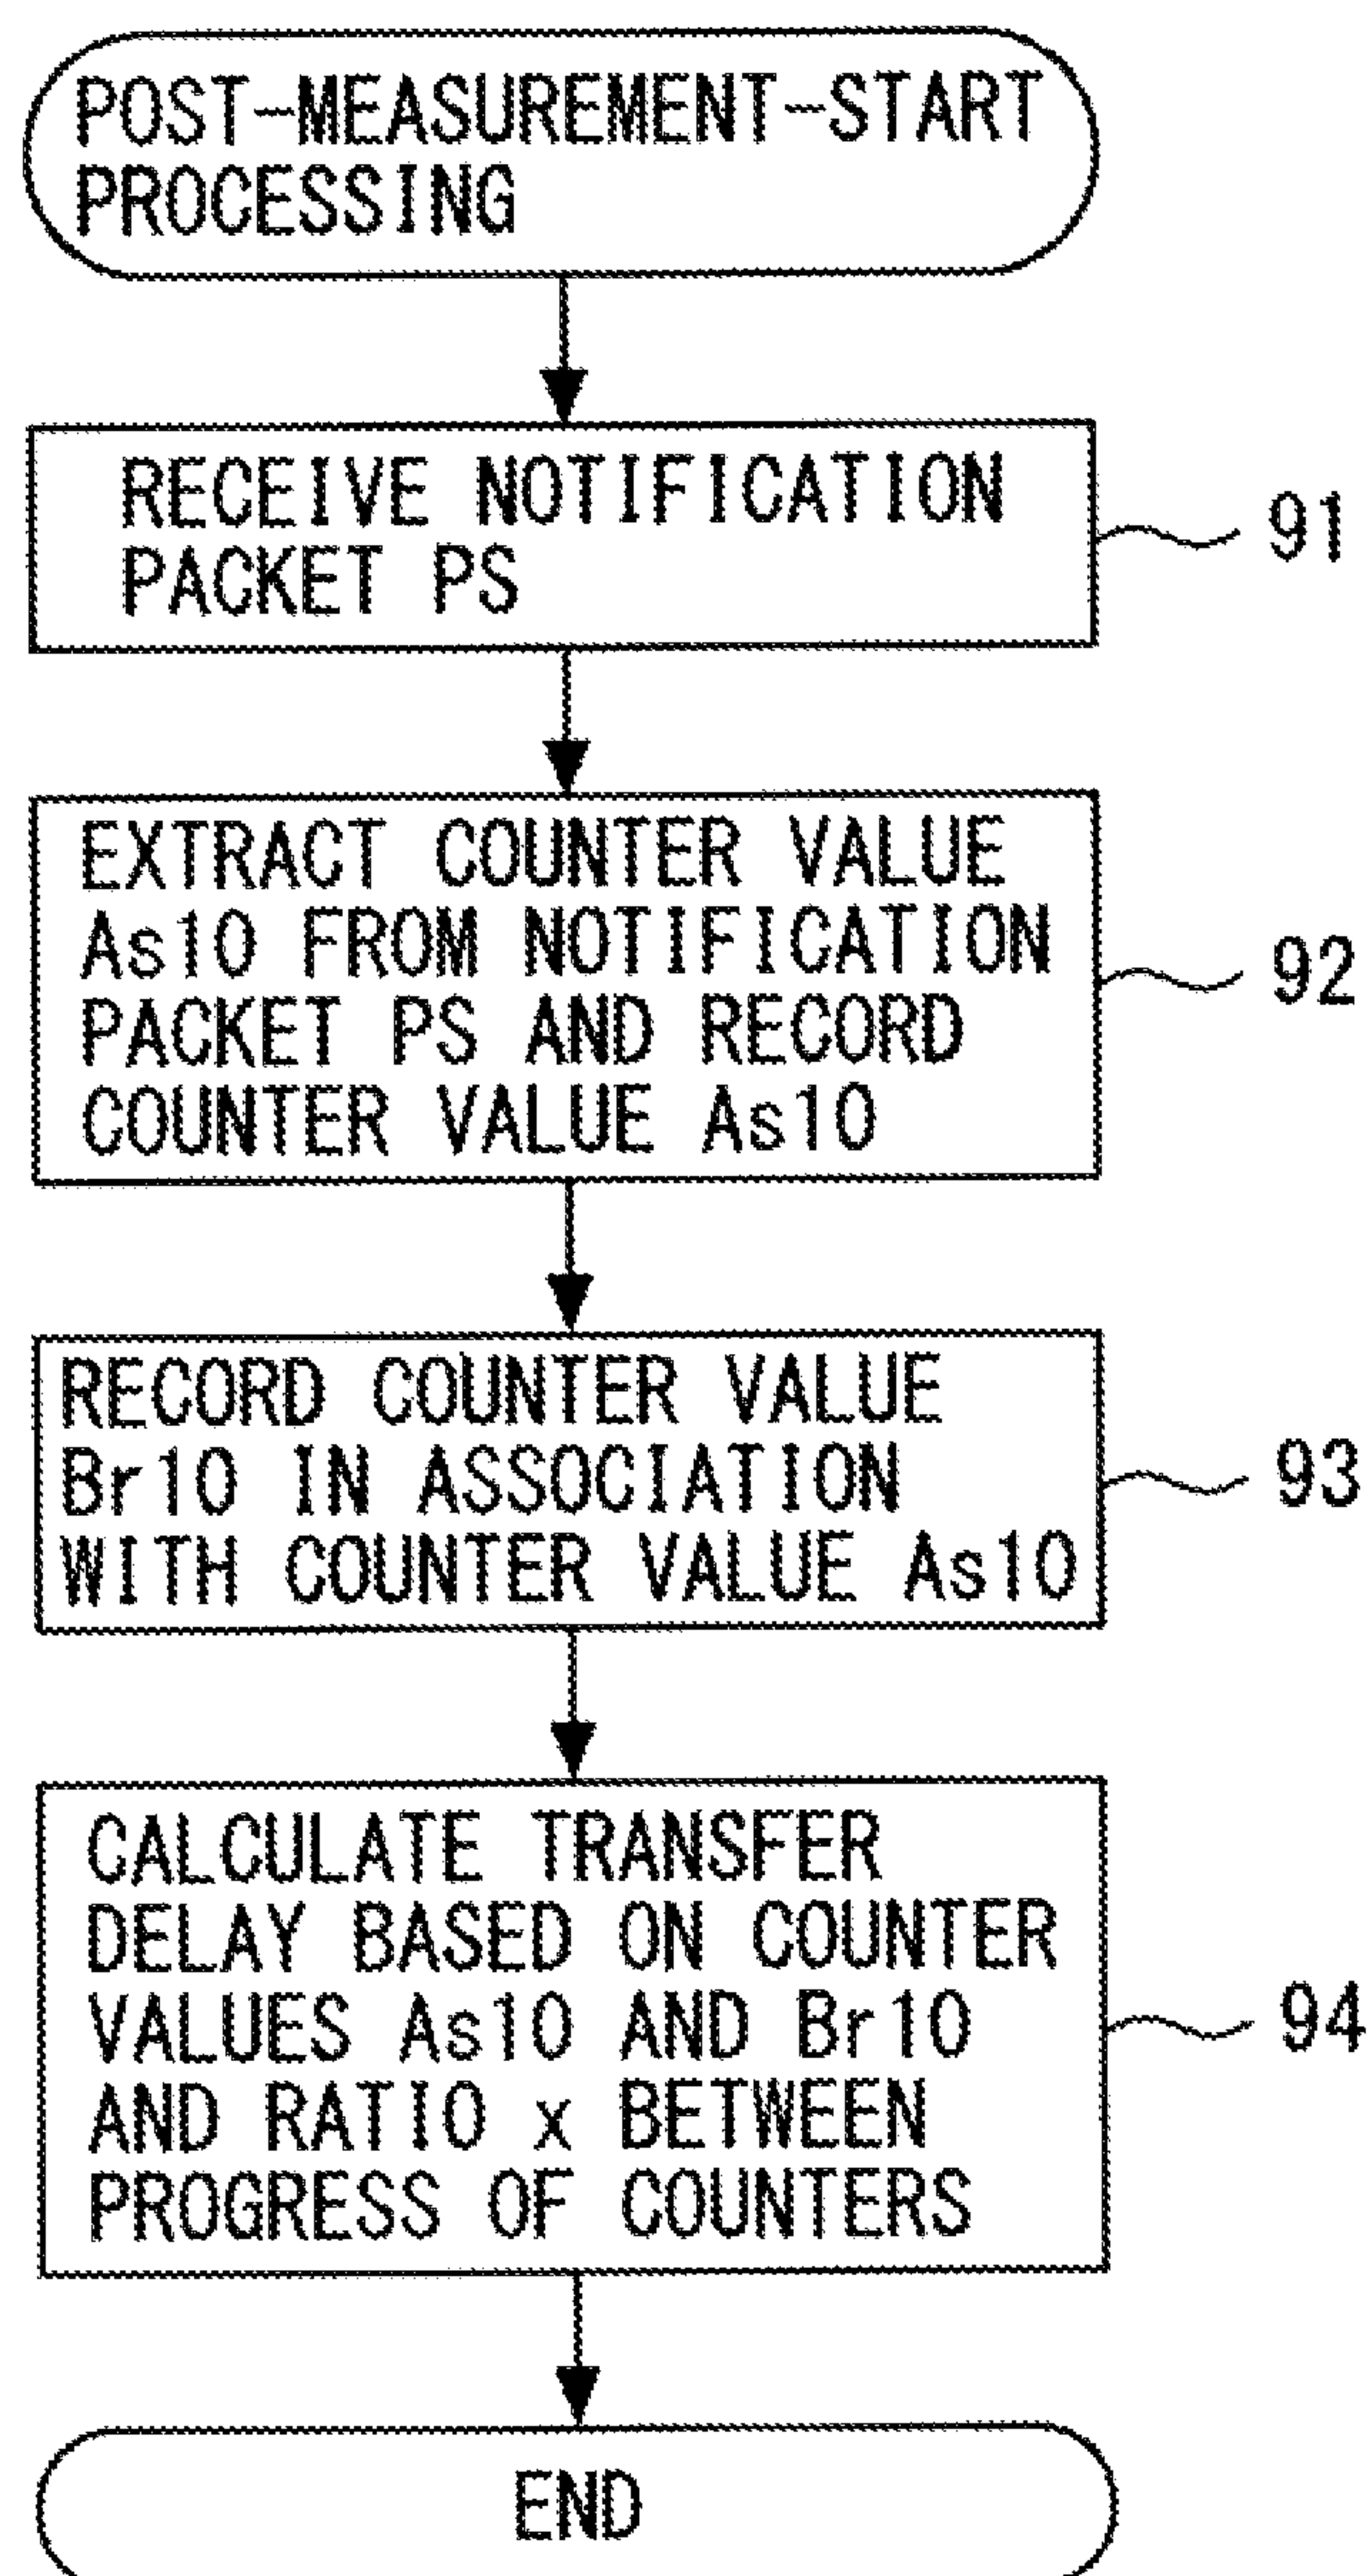 POST-MEASUREMENT-START
PROCESSING
RECEIVE NOTIFICATION
PACKET PS
91
EXTRACT COUNTER VALUE
As10 FROM NOTIFICATION
PACKET PS AND RECORD
COUNTER VALUE As10
92
RECORD COUNTER VALUE
Br10 IN ASSOCIATION
WITH COUNTER VALUE As10
93
CALCULATE TRANSFER
DELAY BASED ON COUNTER
VALUES As10 AND Br10
AND RATIO x BETWEEN
PROGRESS OF COUNTERS
94
END